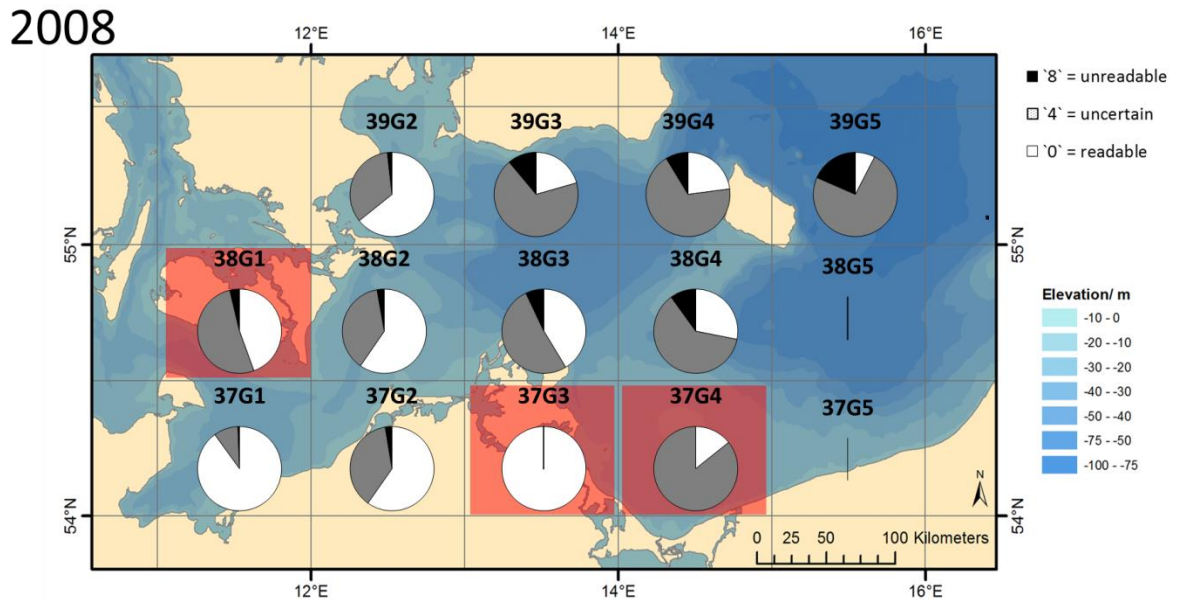 2008
12°E 14°E 16°E
`8` = unreadable
`4` = uncertain
`0` = readable
39G2 39G3 39G4 39G5
55°N 55°N
38G1 38G2 38G3 38G4 38G5
Elevation/ m
-10 - 0
-20 - -10
-30 - -20
-40 - -30
-50 - -40
-75 - -50
-100 - -75
37G1 37G2 37G3 37G4 37G5
N
54°N 54°N
0 25 50 100 Kilometers
12°E 14°E 16°E